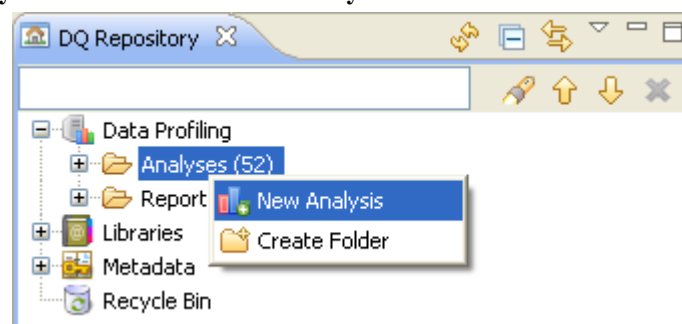 DQ Repository
Data Profiling
Analyses (52)
Report
New Analysis
Libraries
Create Folder
Metadata
Recycle Bin